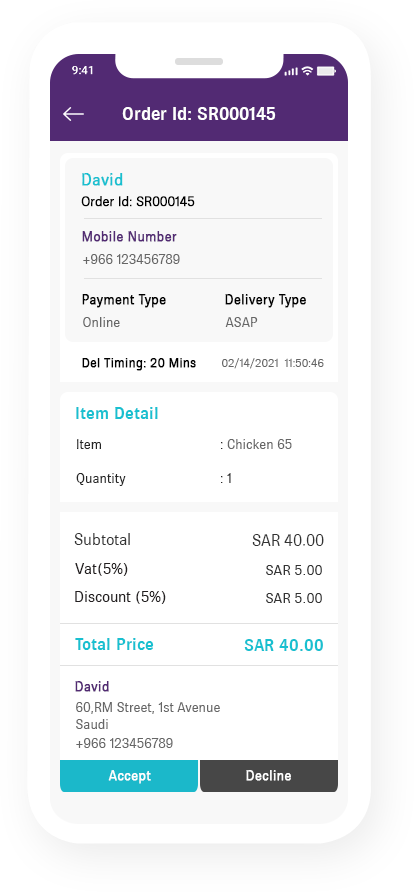 9:41
Order Id: SR000145
David
Order Id: SR000145
Mobile Number
+966 123456789
Payment Type Delivery Type
Online ASAP
Del Timing: 20 Mins 02/14/2021 11:50:46
Item Detail
Item : Chicken 65
Quantity : 1
Subtotal SAR 40.00
Vat(5%) SAR 5.00
Discount (5%) SAR 5.00
Total Price SAR 40.00
David
60,RM Street, 1st Avenue
Saudi
+966 123456789
Accept Decline